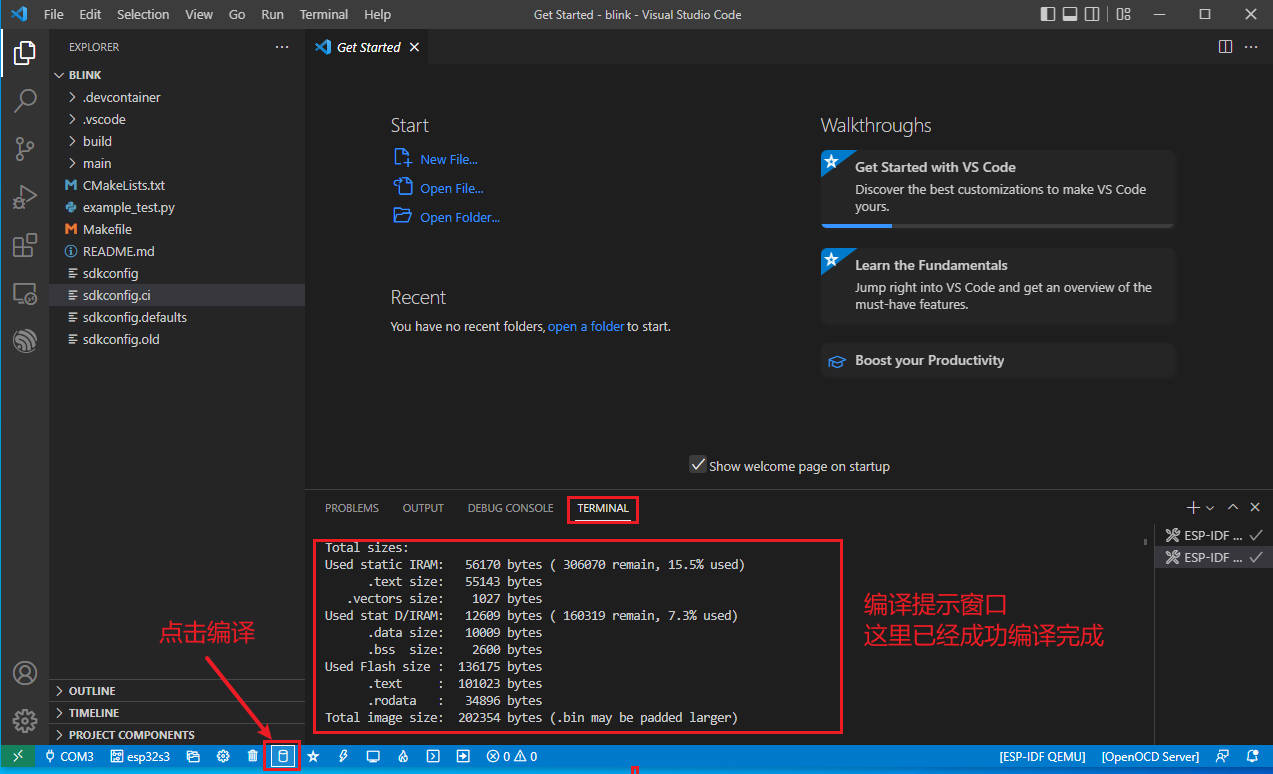 File Edit Selection View Go Run Terminal Help
Get Started - blink - Visual Studio Code
EXPLORER
BLINK
.devcontainer
.vscode
build
main
CMakeLists.txt
example_test.py
Makefile
README.md
sdkconfig
sdkconfig.ci
sdkconfig.defaults
sdkconfig.old
OUTLINE
TIMELINE
PROJECT COMPONENTS
Get Started
Start
New File...
Open File...
Open Folder...
Recent
You have no recent folders, open a folder to start.
Walkthroughs
Get Started with VS Code
Discover the best customizations to make VS Code
yours.
Learn the Fundamentals
Jump right into VS Code and get an overview of the
must-have features.
Boost your Productivity
Show welcome page on startup
PROBLEMS OUTPUT DEBUG CONSOLE TERMINAL
Total sizes:
Used static IRAM:   56170 bytes ( 306070 remain, 15.5% used)
      .text size:   55143 bytes
   .vectors size:    1027 bytes
Used stat D/IRAM:   12609 bytes ( 160319 remain, 7.3% used)
      .data size:   10009 bytes
      .bss  size:    2600 bytes
Used Flash size :  136175 bytes
      .text     :  101023 bytes
      .rodata   :   34896 bytes
Total image size:  202354 bytes (.bin may be padded larger)
ESP-IDF ...
ESP-IDF ...
编译提示窗口
这里已经成功编译完成
点击编译
COM3 esp32s3 0 0 [ESP-IDF QEMU] [OpenOCD Server]